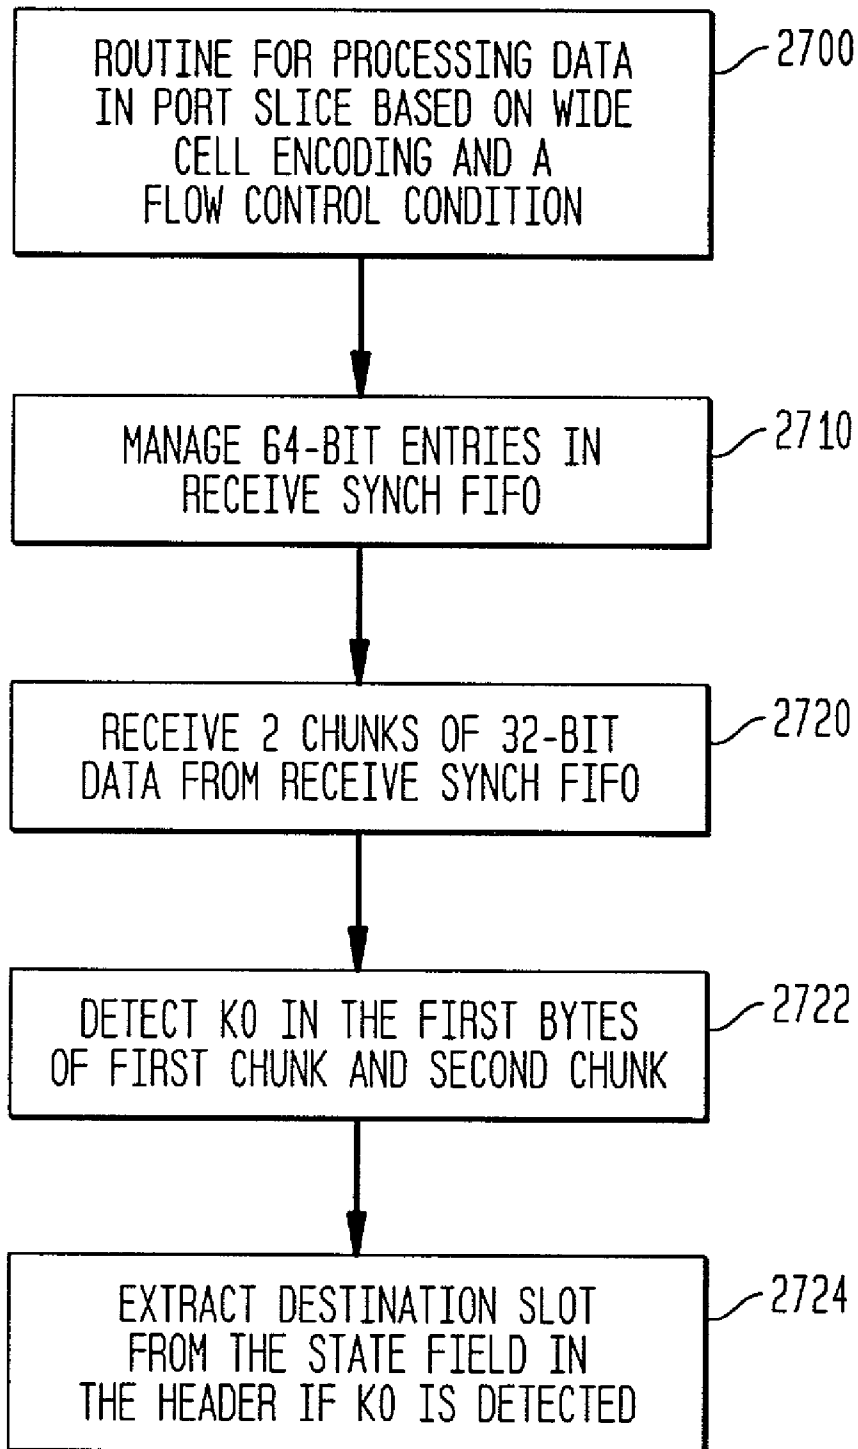 ROUTINE FOR PROCESSING DATA
IN PORT SLICE BASED ON WIDE
CELL ENCODING AND A
FLOW CONTROL CONDITION
2700
MANAGE 64-BIT ENTRIES IN
RECEIVE SYNCH FIFO
2710
RECEIVE 2 CHUNKS OF 32-BIT
DATA FROM RECEIVE SYNCH FIFO
2720
DETECT K0 IN THE FIRST BYTES
OF FIRST CHUNK AND SECOND CHUNK
2722
EXTRACT DESTINATION SLOT
FROM THE STATE FIELD IN
THE HEADER IF K0 IS DETECTED
2724